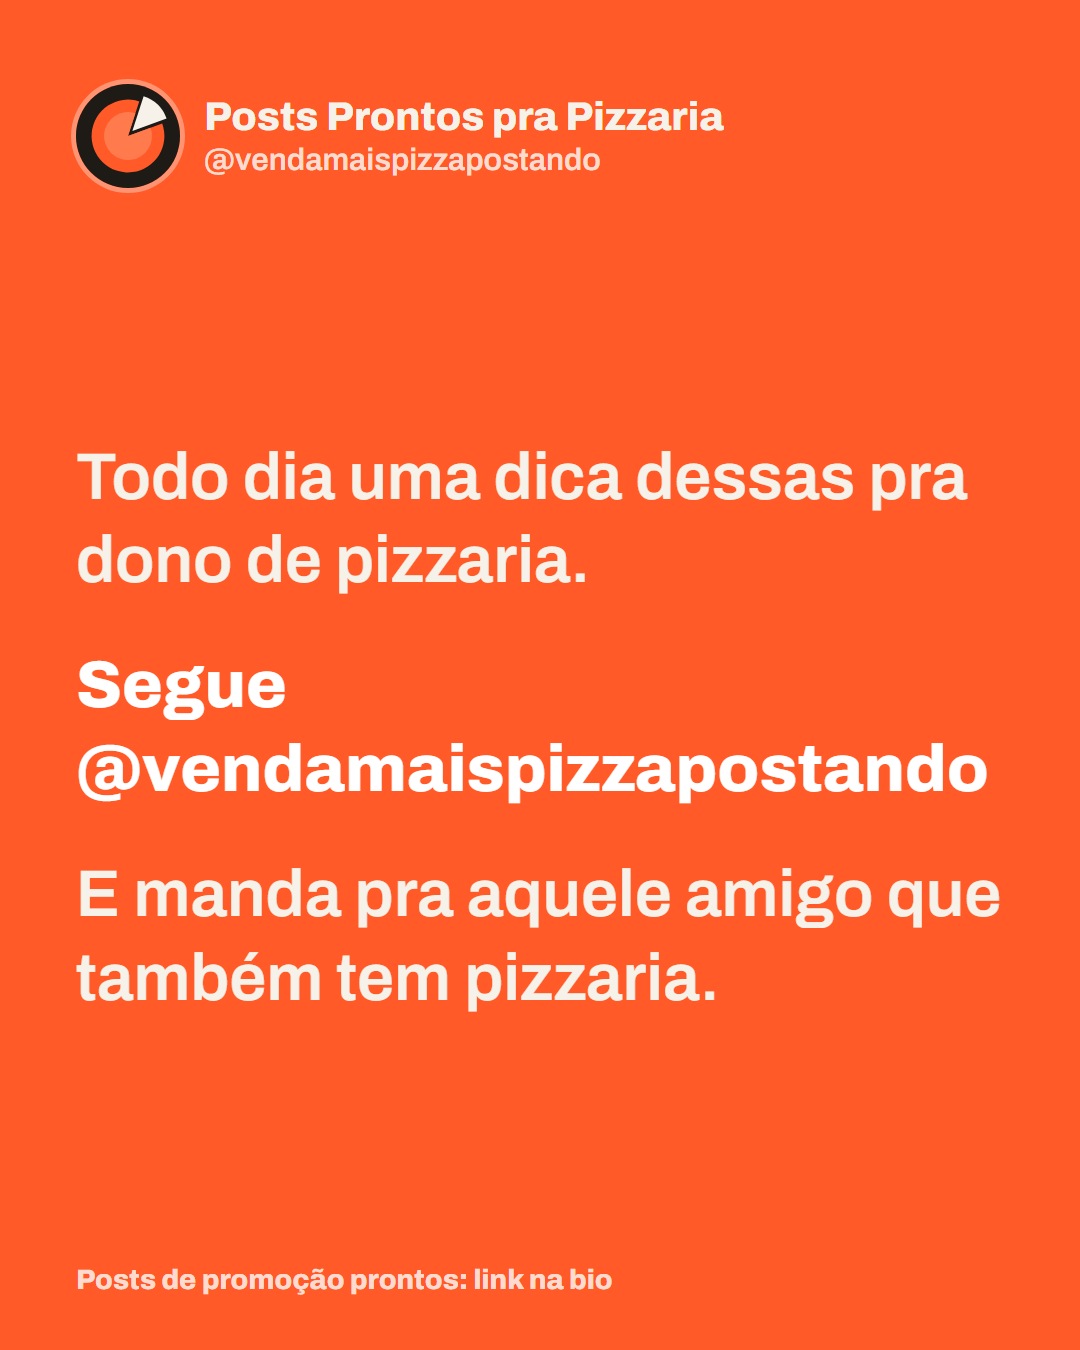 Posts Prontos pra Pizzaria
@vendamaispizzapostando
Todo dia uma dica dessas pra
dono de pizzaria.
Segue
@vendamaispizzapostando
E manda pra aquele amigo que
também tem pizzaria.
Posts de promoção prontos: link na bio